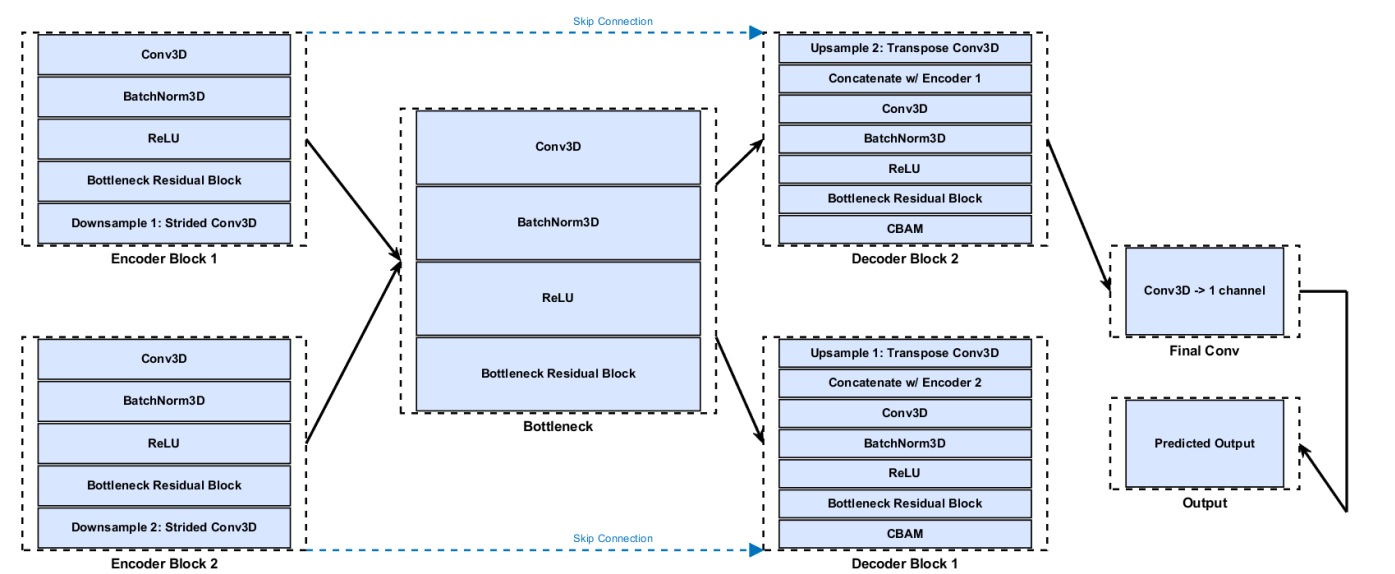 Skip Connection
Conv3D
BatchNorm3D
ReLU
Bottleneck Residual Block
Downsample 1: Strided Conv3D
Encoder Block 1
Conv3D
BatchNorm3D
ReLU
Bottleneck Residual Block
Downsample 2: Strided Conv3D
Encoder Block 2
Conv3D
BatchNorm3D
ReLU
Bottleneck Residual Block
Bottleneck
Upsample 2: Transpose Conv3D
Concatenate w/ Encoder 1
Conv3D
BatchNorm3D
ReLU
Bottleneck Residual Block
CBAM
Decoder Block 2
Upsample 1: Transpose Conv3D
Concatenate w/ Encoder 2
Conv3D
BatchNorm3D
ReLU
Bottleneck Residual Block
CBAM
Decoder Block 1
Skip Connection
Conv3D -> 1 channel
Final Conv
Predicted Output
Output